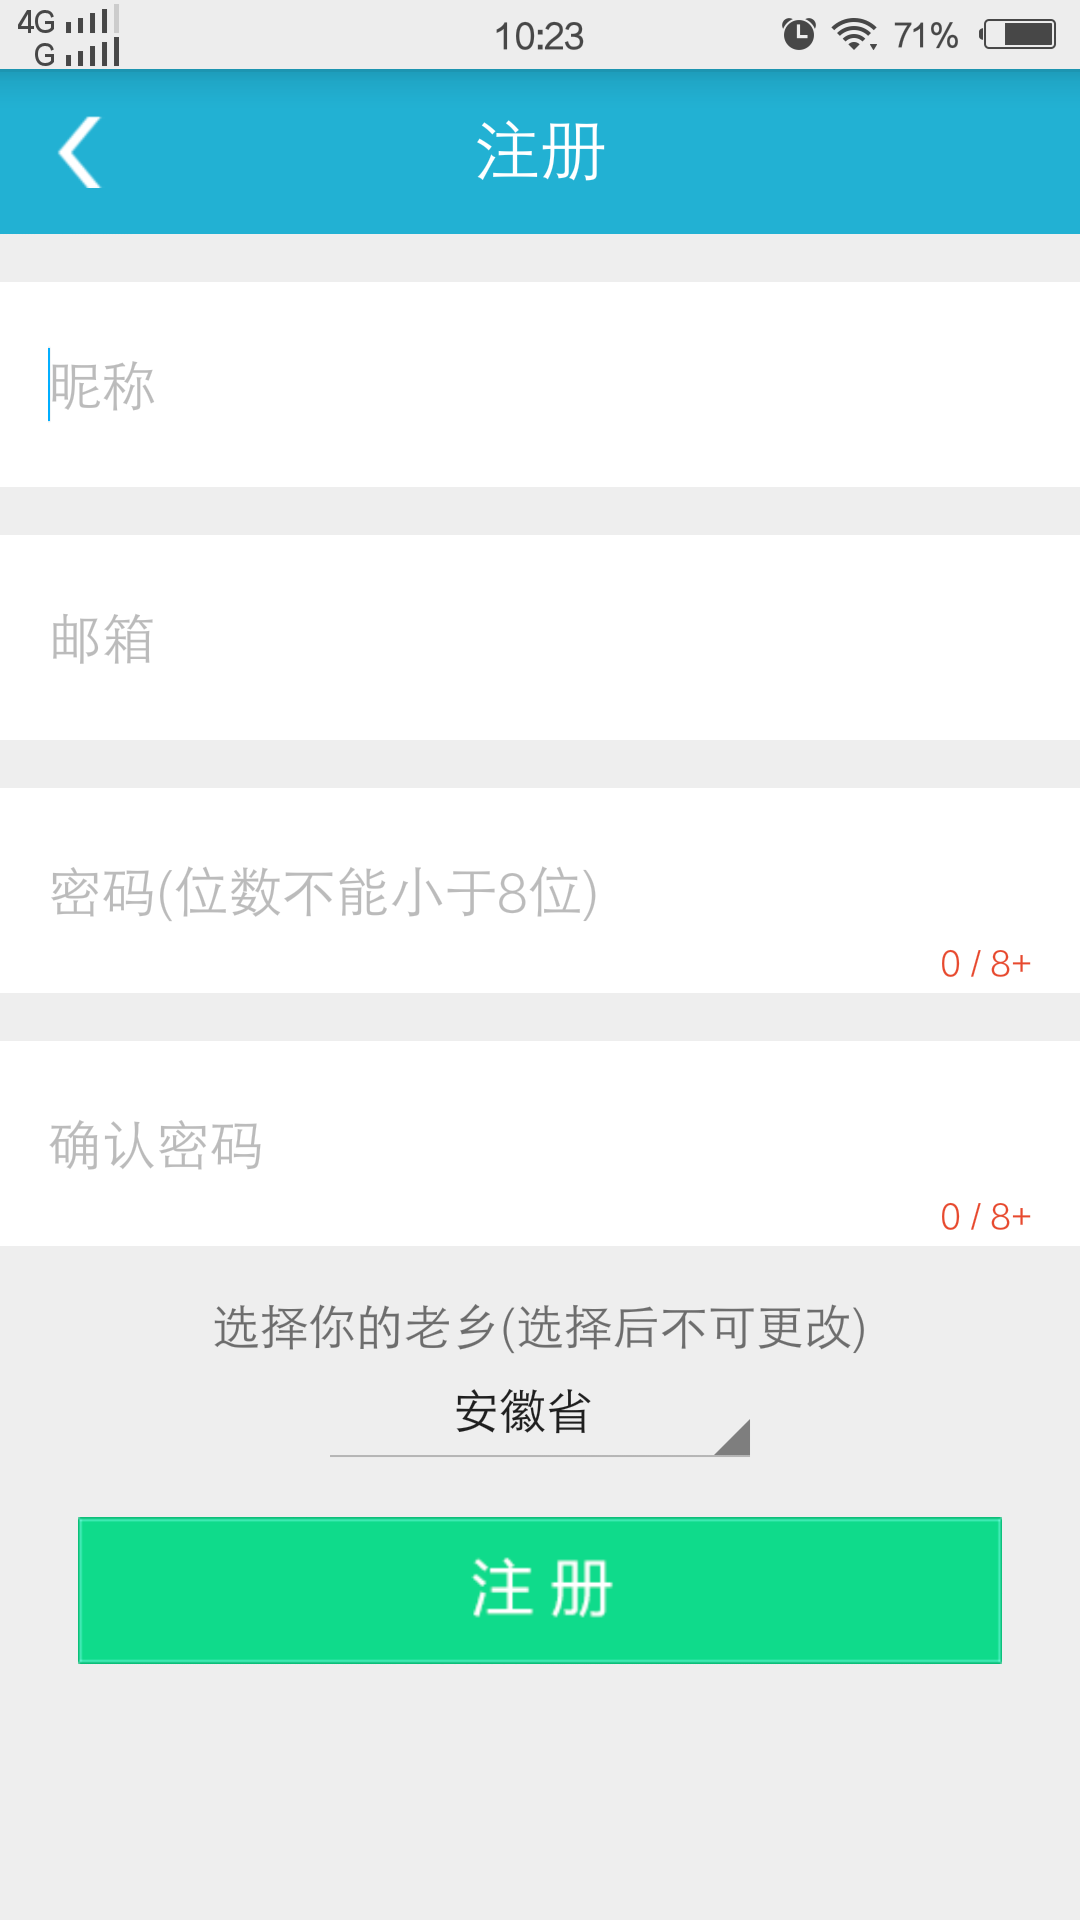 4G
G
10:23
71%
注册
昵称
邮箱
密码(位数不能小于8位)
0 / 8+
确认密码
0 / 8+
选择你的老乡(选择后不可更改)
安徽省
注 册